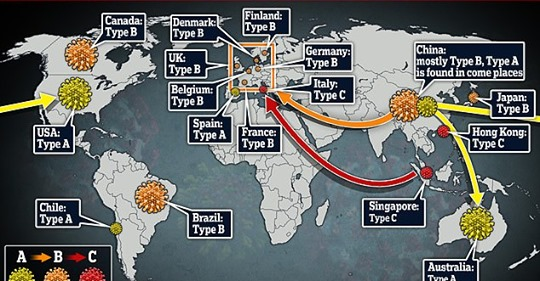 Canada:
Type B
Denmark:
Type B
Finland:
Type B
UK:
Type B
Germany:
Type B
China:
mostly Type B, Type A
is found in come places
Belgium:
Type B
Italy:
Type C
Japan:
Type B
USA:
Type A
Spain:
Type A
France:
Type B
Hong Kong:
Type C
Chile:
Type A
Brazil:
Type B
Singapore:
Type C
Australia:
Type A
A B C